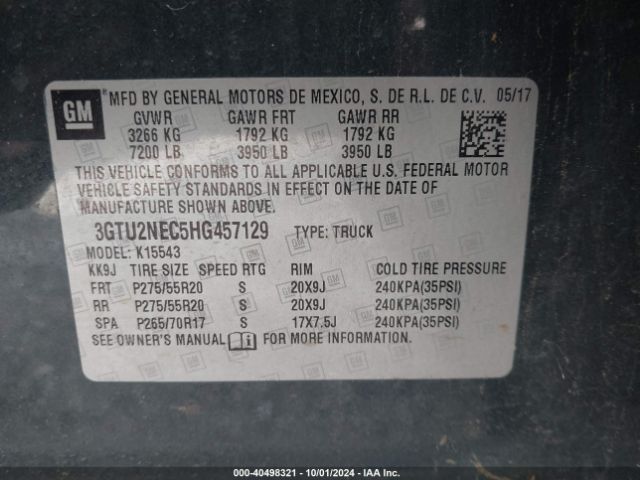 GM
MFD BY GENERAL MOTORS DE MEXICO, S. DE R.L. DE C.V. 05/17
GVWR GAWR FRT GAWR RR
3266 KG 1792 KG 1792 KG
7200 LB 3950 LB 3950 LB
THIS VEHICLE CONFORMS TO ALL APPLICABLE U.S. FEDERAL MOTOR
VEHICLE SAFETY STANDARDS IN EFFECT ON THE DATE OF
MANUFACTURE SHOWN ABOVE.
3GTU2NEC5HG457129 TYPE: TRUCK
MODEL: K15543
KK9J TIRE SIZE SPEED RTG RIM COLD TIRE PRESSURE
FRT P275/55R20 S 20X9J 240KPA(35PSI)
RR P275/55R20 S 20X9J 240KPA(35PSI)
SPA P265/70R17 S 17X7.5J 240KPA(35PSI)
SEE OWNER'S MANUAL FOR MORE INFORMATION.
000-40498321 - 10/01/2024 - IAA Inc.